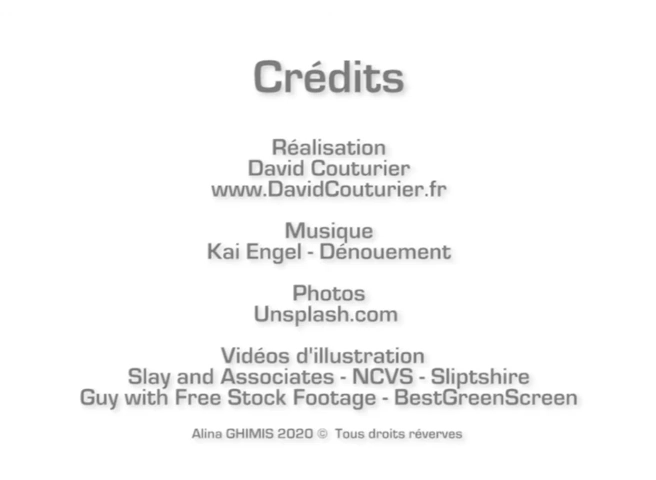 Crédits
Réalisation
David Couturier
www.DavidCouturier.fr
Musique
Kai Engel - Dénouement
Photos
Unsplash.com
Vidéos d'illustration
Slay and Associates - NCVS - Sliptshire
Guy with Free Stock Footage - BestGreenScreen
Alina GHIMIS 2020 © Tous droits réverves